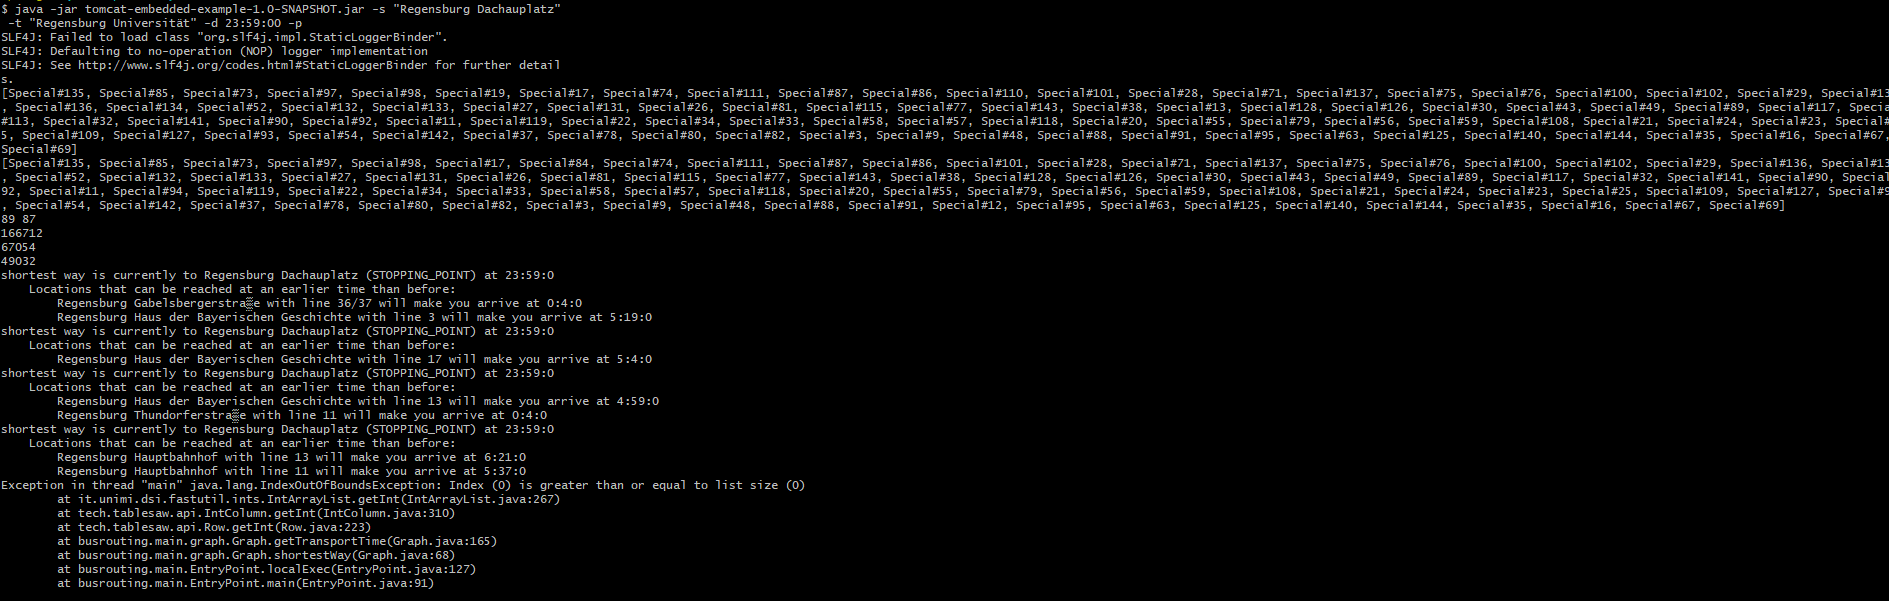 $ java -jar tomcat-embedded-example-1.0-SNAPSHOT.jar -s "Regensburg Dachauplatz"
 -t "Regensburg Universität" -d 23:59:00 -p
SLF4J: Failed to load class "org.slf4j.impl.StaticLoggerBinder".
SLF4J: Defaulting to no-operation (NOP) logger implementation
SLF4J: See http://www.slf4j.org/codes.html#StaticLoggerBinder for further detail
s.
[Special#135, Special#85, Special#73, Special#97, Special#98, Special#19, Special#17, Special#74, Special#111, Special#87, Special#86, Special#110, Special#101, Special#28, Special#71, Special#137, Special#75, Special#76, Special#100, Special#102, Special#29, Special#13
, Special#136, Special#134, Special#52, Special#132, Special#133, Special#27, Special#131, Special#26, Special#81, Special#115, Special#77, Special#143, Special#38, Special#13, Special#128, Special#126, Special#30, Special#43, Special#49, Special#89, Special#117, Specia
#113, Special#32, Special#141, Special#90, Special#92, Special#11, Special#119, Special#22, Special#34, Special#33, Special#58, Special#57, Special#118, Special#20, Special#55, Special#79, Special#56, Special#59, Special#108, Special#21, Special#24, Special#23, Special#
5, Special#109, Special#127, Special#93, Special#54, Special#142, Special#37, Special#78, Special#80, Special#82, Special#3, Special#9, Special#48, Special#88, Special#91, Special#95, Special#63, Special#125, Special#140, Special#144, Special#35, Special#16, Special#67,
Special#69]
[Special#135, Special#85, Special#73, Special#97, Special#98, Special#17, Special#84, Special#74, Special#111, Special#87, Special#86, Special#101, Special#28, Special#71, Special#137, Special#75, Special#76, Special#100, Special#102, Special#29, Special#136, Special#13
, Special#52, Special#132, Special#133, Special#27, Special#131, Special#26, Special#81, Special#115, Special#77, Special#143, Special#38, Special#128, Special#126, Special#30, Special#43, Special#49, Special#89, Special#117, Special#32, Special#141, Special#90, Special
92, Special#11, Special#94, Special#119, Special#22, Special#34, Special#33, Special#58, Special#57, Special#118, Special#20, Special#55, Special#79, Special#56, Special#59, Special#108, Special#21, Special#24, Special#23, Special#25, Special#109, Special#127, Special#9
, Special#54, Special#142, Special#37, Special#78, Special#80, Special#82, Special#3, Special#9, Special#48, Special#88, Special#91, Special#12, Special#95, Special#63, Special#125, Special#140, Special#144, Special#35, Special#16, Special#67, Special#69]
89 87
166712
67054
49032
shortest way is currently to Regensburg Dachauplatz (STOPPING_POINT) at 23:59:0
    Locations that can be reached at an earlier time than before:
        Regensburg Gabelsbergerstra▒e with line 36/37 will make you arrive at 0:4:0
        Regensburg Haus der Bayerischen Geschichte with line 3 will make you arrive at 5:19:0
shortest way is currently to Regensburg Dachauplatz (STOPPING_POINT) at 23:59:0
    Locations that can be reached at an earlier time than before:
        Regensburg Haus der Bayerischen Geschichte with line 17 will make you arrive at 5:4:0
shortest way is currently to Regensburg Dachauplatz (STOPPING_POINT) at 23:59:0
    Locations that can be reached at an earlier time than before:
        Regensburg Haus der Bayerischen Geschichte with line 13 will make you arrive at 4:59:0
        Regensburg Thundorferstra▒e with line 11 will make you arrive at 0:4:0
shortest way is currently to Regensburg Dachauplatz (STOPPING_POINT) at 23:59:0
    Locations that can be reached at an earlier time than before:
        Regensburg Hauptbahnhof with line 13 will make you arrive at 6:21:0
        Regensburg Hauptbahnhof with line 11 will make you arrive at 5:37:0
Exception in thread "main" java.lang.IndexOutOfBoundsException: Index (0) is greater than or equal to list size (0)
        at it.unimi.dsi.fastutil.ints.IntArrayList.getInt(IntArrayList.java:267)
        at tech.tablesaw.api.IntColumn.getInt(IntColumn.java:310)
        at tech.tablesaw.api.Row.getInt(Row.java:223)
        at busrouting.main.graph.Graph.getTransportTime(Graph.java:165)
        at busrouting.main.graph.Graph.shortestWay(Graph.java:68)
        at busrouting.main.EntryPoint.localExec(EntryPoint.java:127)
        at busrouting.main.EntryPoint.main(EntryPoint.java:91)